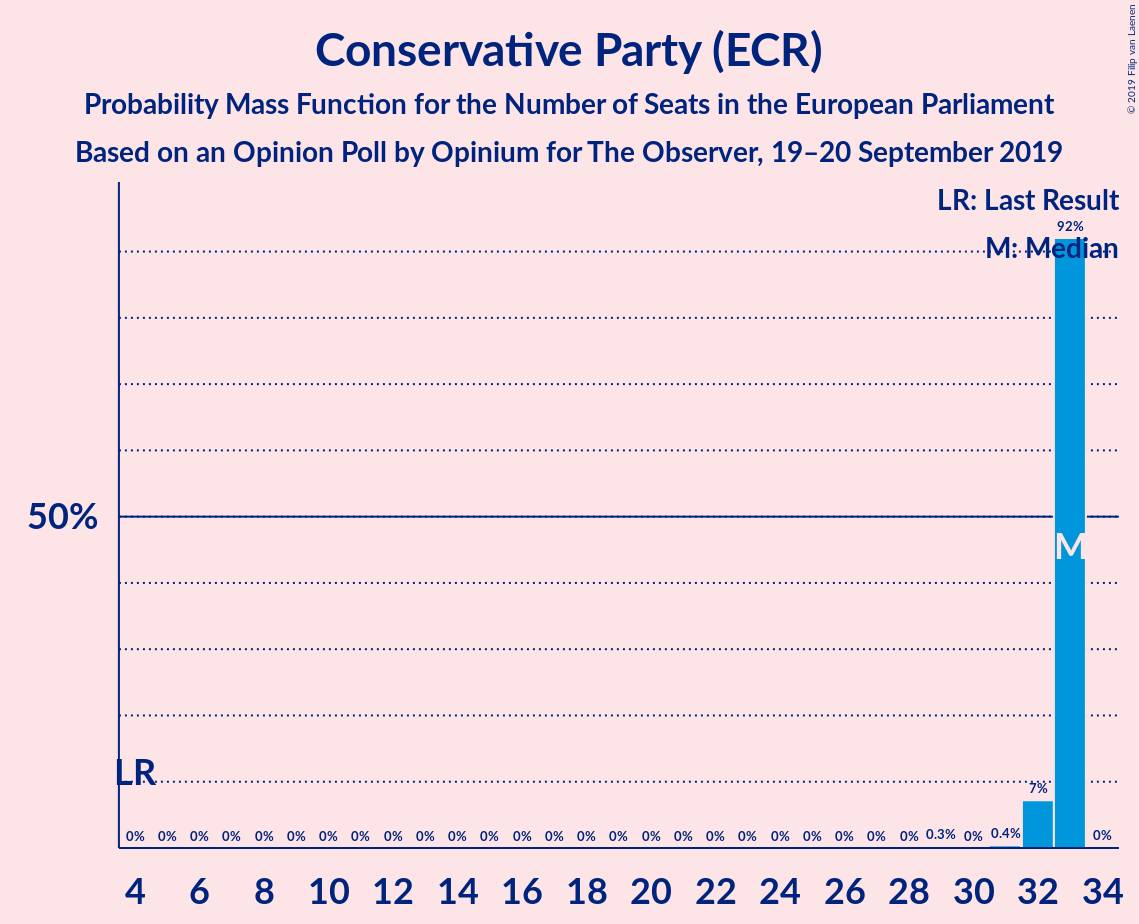 Conservative Party (ECR)
Probability Mass Function for the Number of Seats in the European Parliament
Based on an Opinion Poll by Opinium for The Observer, 19–20 September 2019
© 2019 Filip van Laenen
LR: Last Result
92%
M: Median
50%
M
LR
7%
0% 0% 0% 0% 0% 0% 0% 0% 0% 0% 0% 0% 0% 0% 0% 0% 0% 0% 0% 0% 0% 0% 0% 0% 0% 0.3% 0% 0.4% 0%
4 6 8 10 12 14 16 18 20 22 24 26 28 30 32 34